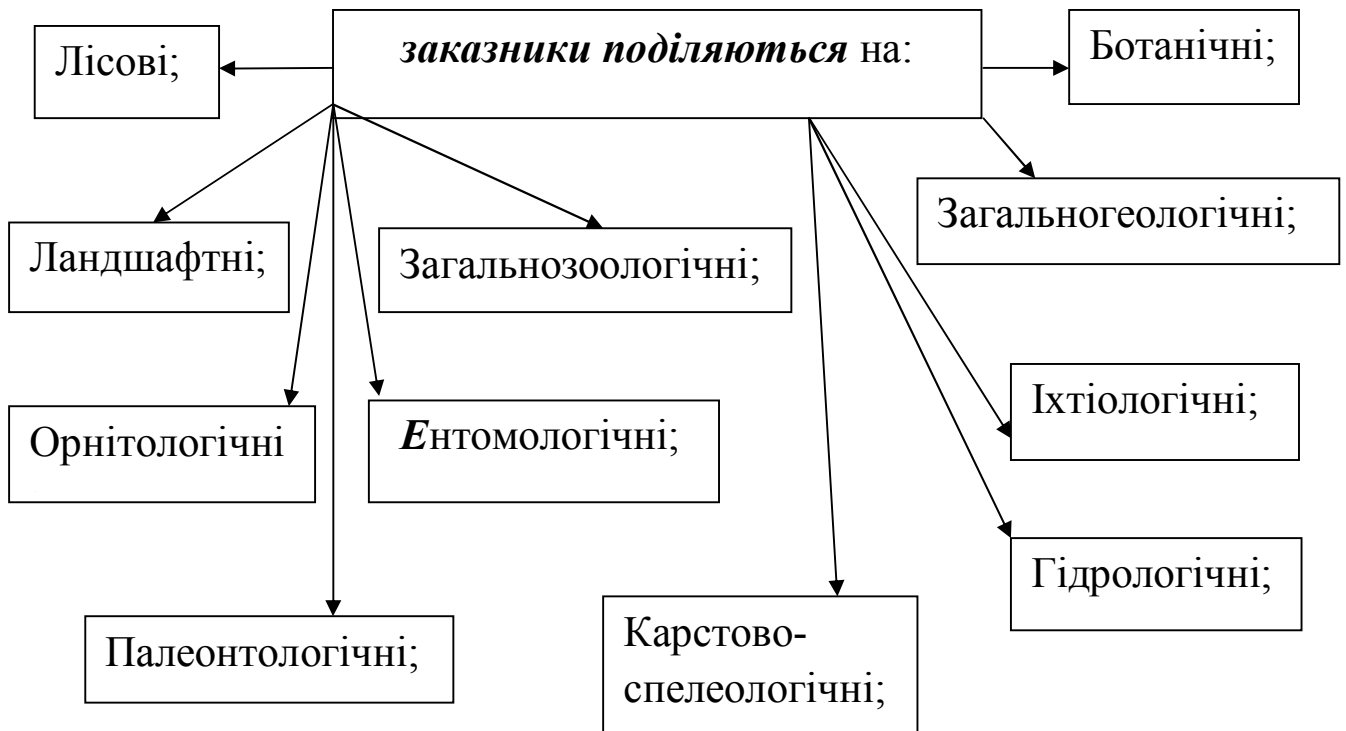 заказники поділяються на:
Лісові;
Ботанічні;
Ландшафтні;
Загальнозоологічні;
Загальногеологічні;
Орнітологічні
Ентомологічні;
Іхтіологічні;
Гідрологічні;
Палеонтологічні;
Карстово-
спелеологічні;